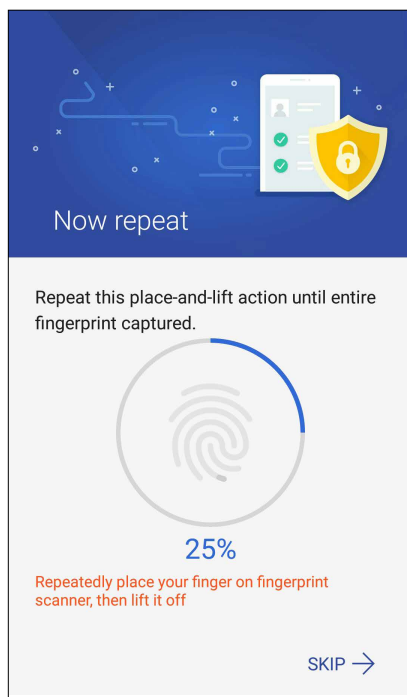 Now repeat
Repeat this place-and-lift action until entire
fingerprint captured.
25%
Repeatedly place your finger on fingerprint
scanner, then lift it off
SKIP